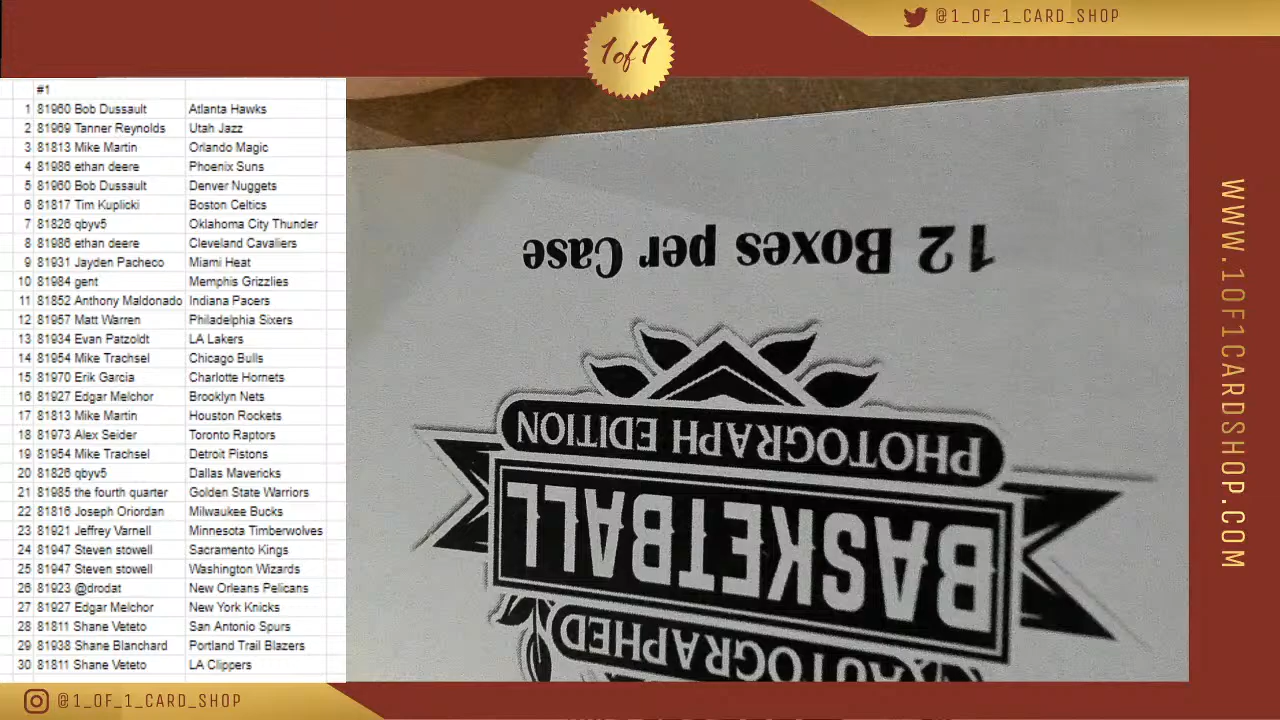 @1_OF_1_CARD_SHOP
1of1
#1
1 81960 Bob Dussault Atlanta Hawks
2 81969 Tanner Reynolds Utah Jazz
3 81813 Mike Martin Orlando Magic
4 81986 ethan deere Phoenix Suns
5 81960 Bob Dussault Denver Nuggets
6 81817 Tim Kuplicki Boston Celtics
7 81826 qbyv5 Oklahoma City Thunder
8 81986 ethan deere Cleveland Cavaliers
9 81931 Jayden Pacheco Miami Heat
10 81984 gent Memphis Grizzlies
11 81852 Anthony Maldonado Indiana Pacers
12 81957 Matt Warren Philadelphia Sixers
13 81934 Evan Patzoldt LA Lakers
14 81954 Mike Trachsel Chicago Bulls
15 81970 Erik Garcia Charlotte Hornets
16 81927 Edgar Melchor Brooklyn Nets
17 81813 Mike Martin Houston Rockets
18 81973 Alex Seider Toronto Raptors
19 81954 Mike Trachsel Detroit Pistons
20 81826 qbyv5 Dallas Mavericks
21 81985 the fourth quarter Golden State Warriors
22 81816 Joseph Oriordan Milwaukee Bucks
23 81921 Jeffrey Varnell Minnesota Timberwolves
24 81947 Steven stowell Sacramento Kings
25 81947 Steven stowell Washington Wizards
26 81923 @drodat New Orleans Pelicans
27 81927 Edgar Melchor New York Knicks
28 81811 Shane Veteto San Antonio Spurs
29 81938 Shane Blanchard Portland Trail Blazers
30 81811 Shane Veteto LA Clippers
AUTOGRAPHED
BASKETBALL
PHOTOGRAPH EDITION
12 Boxes per Case
WWW.1OF1CARDSHOP.COM
@1_OF_1_CARD_SHOP